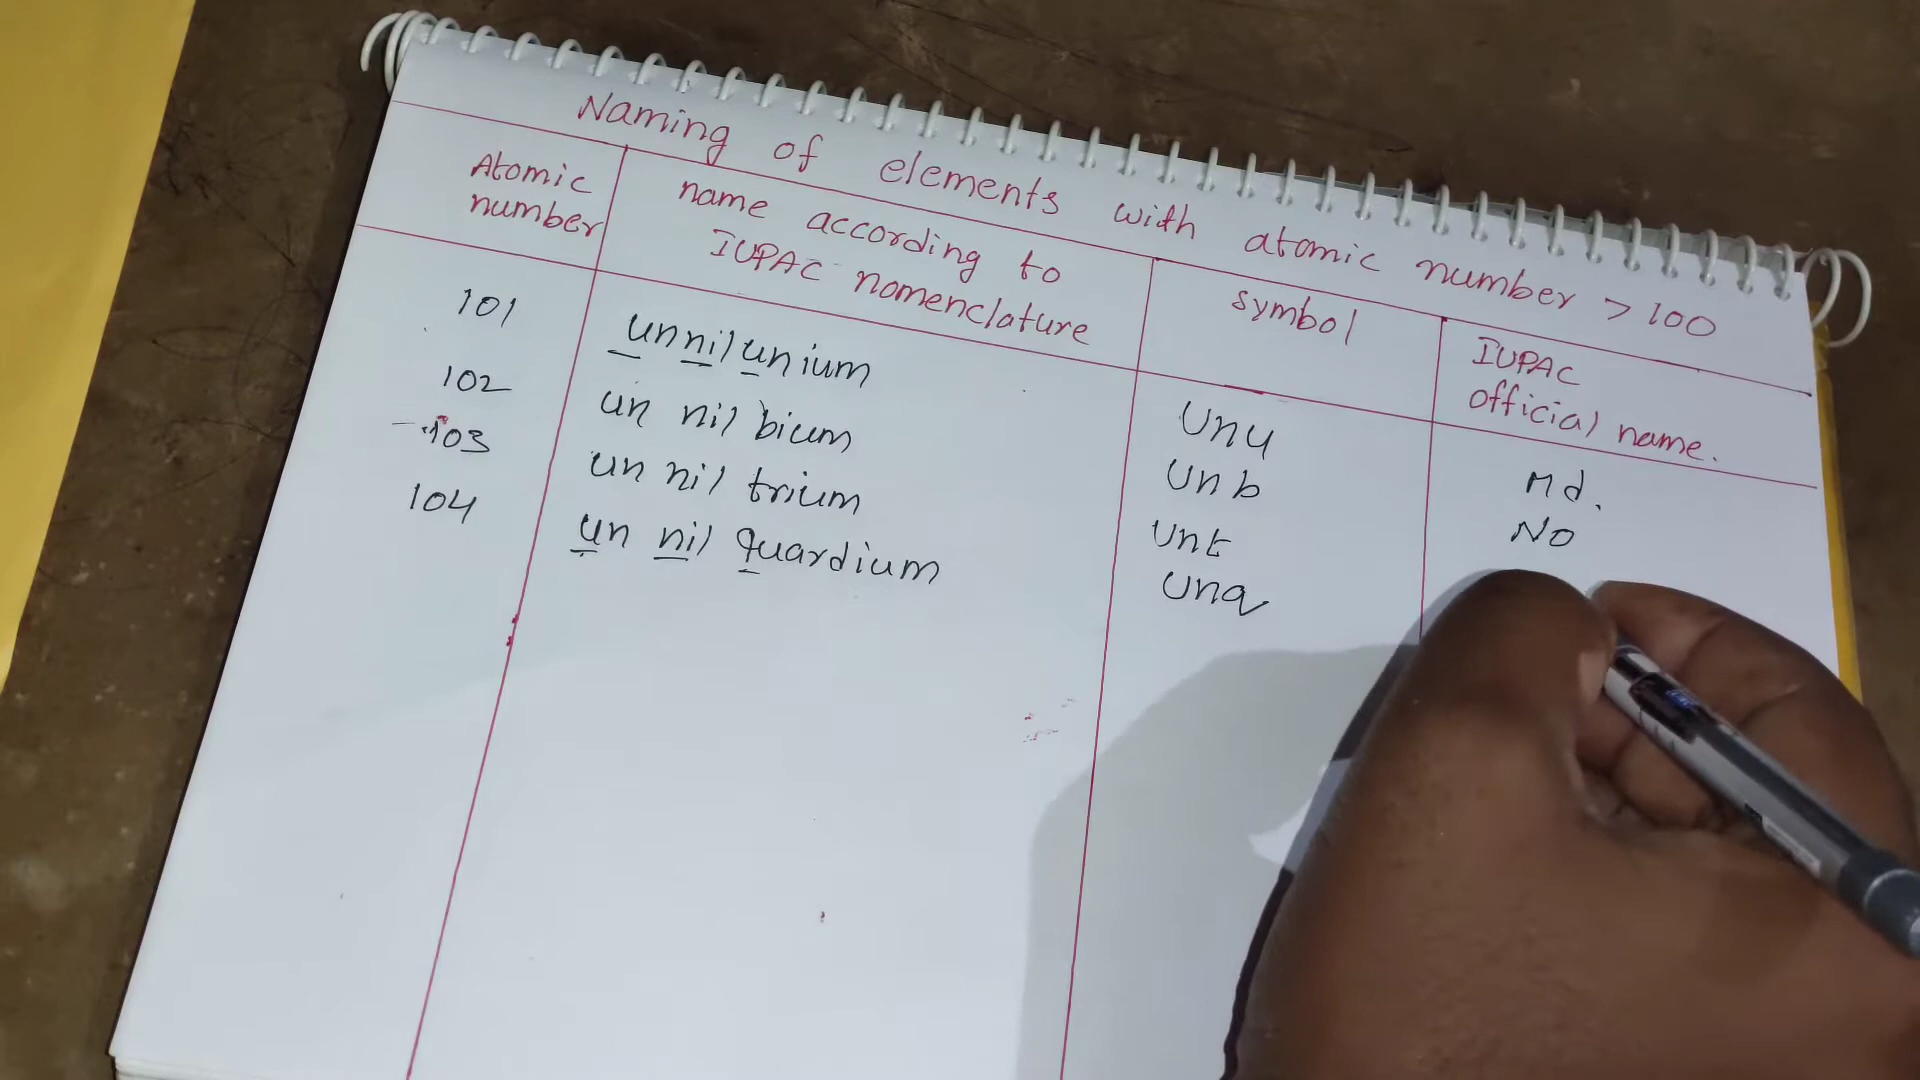 Naming of elements with atomic number > 100
Atomic number
name according to IUPAC nomenclature
symbol
IUPAC official name.
101 unnilunium Unu Md.
102 un nil bium Unb NO
103 un nil trium Unt
104 un nil quardium Unq